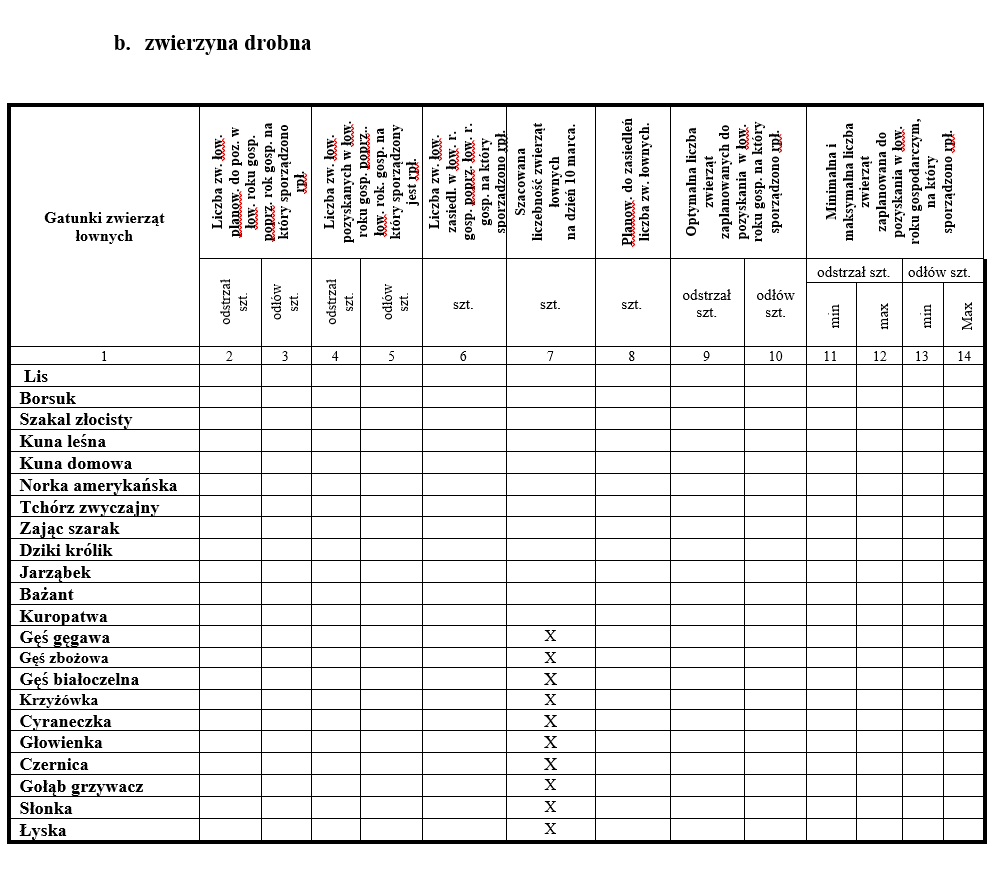 b. zwierzyna drobna
Gatunki zwierząt
łownych
Liczba zw. łow.
planow. do poz. w
łow. roku gosp.
poprz. rok gosp. na
który sporządzono
rpł.
Liczba zw. łow.
pozyskanych w łow.
roku gosp. poprz..
łow. rok. gosp. na
który sporządzony
jest rpł.
Liczba zw. łow.
zasiedl. w łow. r.
gosp. poprz. łow. r.
gosp. na który
sporządzono rpł.
Szacowana
liczebność zwierząt
łownych
na dzień 10 marca.
Planow. do zasiedleń
liczba zw. łownych.
Optymalna liczba
zwierząt
zaplanowanych do
pozyskania w łow.
roku gosp. na który
sporządzono rpł.
Minimalna i
maksymalna liczba
zwierząt
zaplanowana do
pozyskania w łow.
roku gospodarczym,
na który
sporządzono rpł.
odstrzał szt. odłów szt.
odstrzał
szt.
odłów
szt.
odstrzał
szt.
odłów
szt.
szt.
szt.
szt.
odstrzał
szt.
odłów
szt.
min
max
min
Max
1 2 3 4 5 6 7 8 9 10 11 12 13 14
Lis
Borsuk
Szakal złocisty
Kuna leśna
Kuna domowa
Norka amerykańska
Tchórz zwyczajny
Zając szarak
Dziki królik
Jarząbek
Bażant
Kuropatwa
Gęś gęgawa X
Gęś zbożowa X
Gęś białoczelna X
Krzyżówka X
Cyraneczka X
Głowienka X
Czernica X
Gołąb grzywacz X
Słonka X
Łyska X